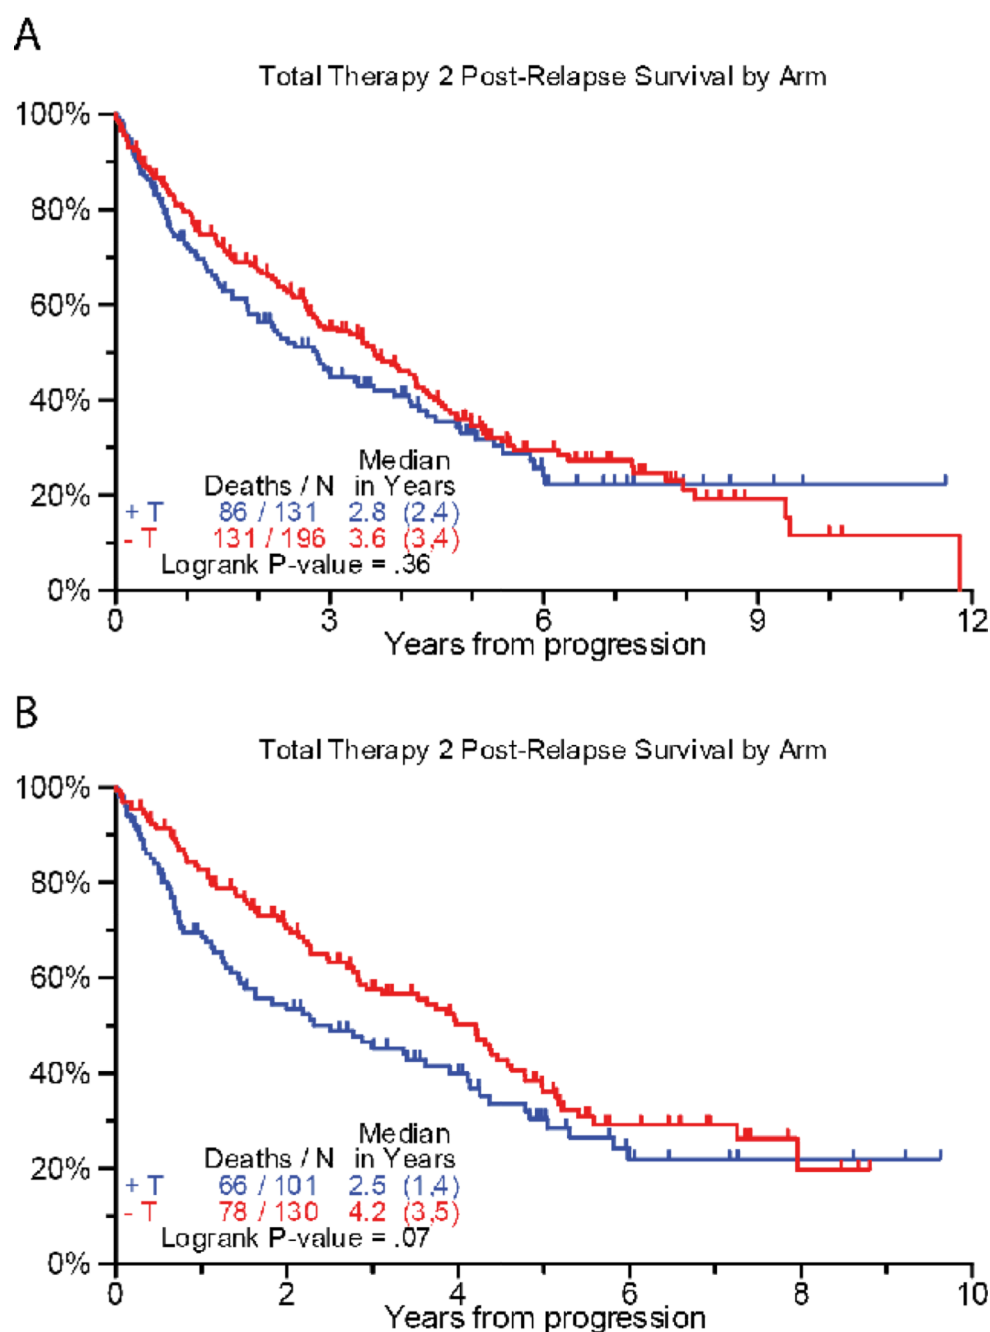 A
Total Therapy 2 Post-Relapse Survival by Arm
100%
80%
60%
40%
20%
0%
Median
Deaths / N in Years
+ T 86 / 131 2.8 (2,4)
- T 131 / 196 3.6 (3,4)
Logrank P-value = .36
0 3 6 9 12
Years from progression
B
Total Therapy 2 Post-Relapse Survival by Arm
100%
80%
60%
40%
20%
0%
Median
Deaths / N in Years
+ T 66 / 101 2.5 (1,4)
- T 78 / 130 4.2 (3,5)
Logrank P-value = .07
0 2 4 6 8 10
Years from progression